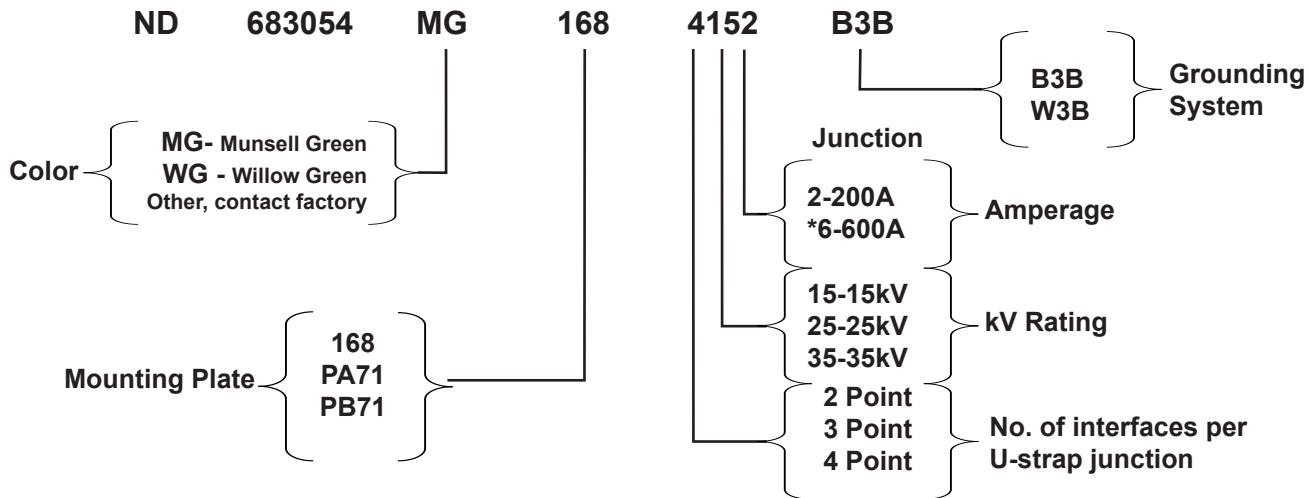 ND 683054 MG 168 4152 B3B
B3B
W3B
Grounding
System
Color
MG- Munsell Green
WG - Willow Green
Other, contact factory
Junction
2-200A
*6-600A
Amperage
15-15kV
25-25kV
35-35kV
kV Rating
Mounting Plate
168
PA71
PB71
2 Point
3 Point
4 Point
No. of interfaces per
U-strap junction